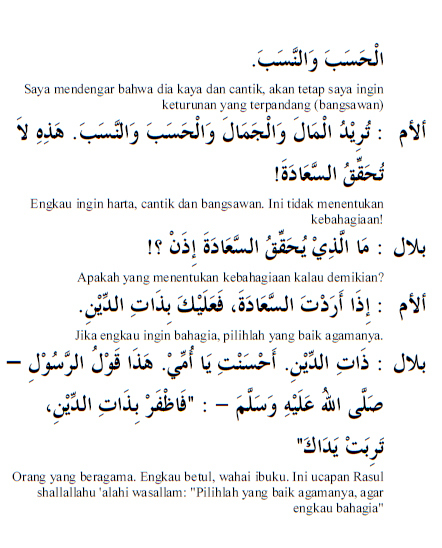 الْحَسَبَ وَالنَّسَبَ.
Saya mendengar bahwa dia kaya dan cantik, akan tetap saya ingin
keturunan yang terpandang (bangsawan)
ألأم : تُرِيْدُ الْمَالَ وَالْجَمَالَ وَالْحَسَبَ وَالنَّسَبَ. هَذِهِ لاَ
تُحَقِّقُ السَّعَادَةَ!
Engkau ingin harta, cantik dan bangsawan. Ini tidak menentukan
kebahagiaan!
بلال : مَا الَّذِيْ يُحَقِّقُ السَّعَادَةَ إِذَنْ ؟!
Apakah yang menentukan kebahagiaan kalau demikian?
ألأم : إِذَا أَرَدْتَ السَّعَادَةَ، فَعَلَيْكَ بِذَاتِ الدِّيْنِ.
Jika engkau ingin bahagia, pilihlah yang baik agamanya.
بلال : ذَاتِ الدِّيْنِ. أَحْسَنْتِ يَا أُمِّيْ. هَذَا قَوْلُ الرَّسُوْلِ –
صَلَّى اللهُ عَلَيْهِ وَسَلَّمَ – : "فَاظْفَرْ بِذَاتِ الدِّيْنِ،
تَرِبَتْ يَدَاكَ"
Orang yang beragama. Engkau betul, wahai ibuku. Ini ucapan Rasul
shallallahu 'alahi wasallam: "Pilihlah yang baik agamanya, agar
engkau bahagia"